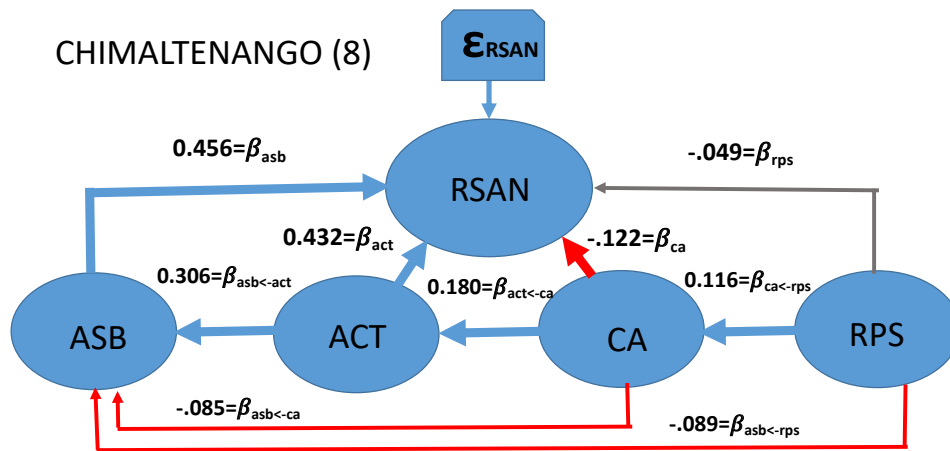 CHIMALTENANGO (8)
εRSAN
0.456=βasb
-.049=βrps
RSAN
0.432=βact
-.122=βca
0.306=βasb<-act
0.180=βact<-ca
0.116=βca<-rps
ASB
ACT
CA
RPS
-.085=βasb<-ca
-.089=βasb<-rps